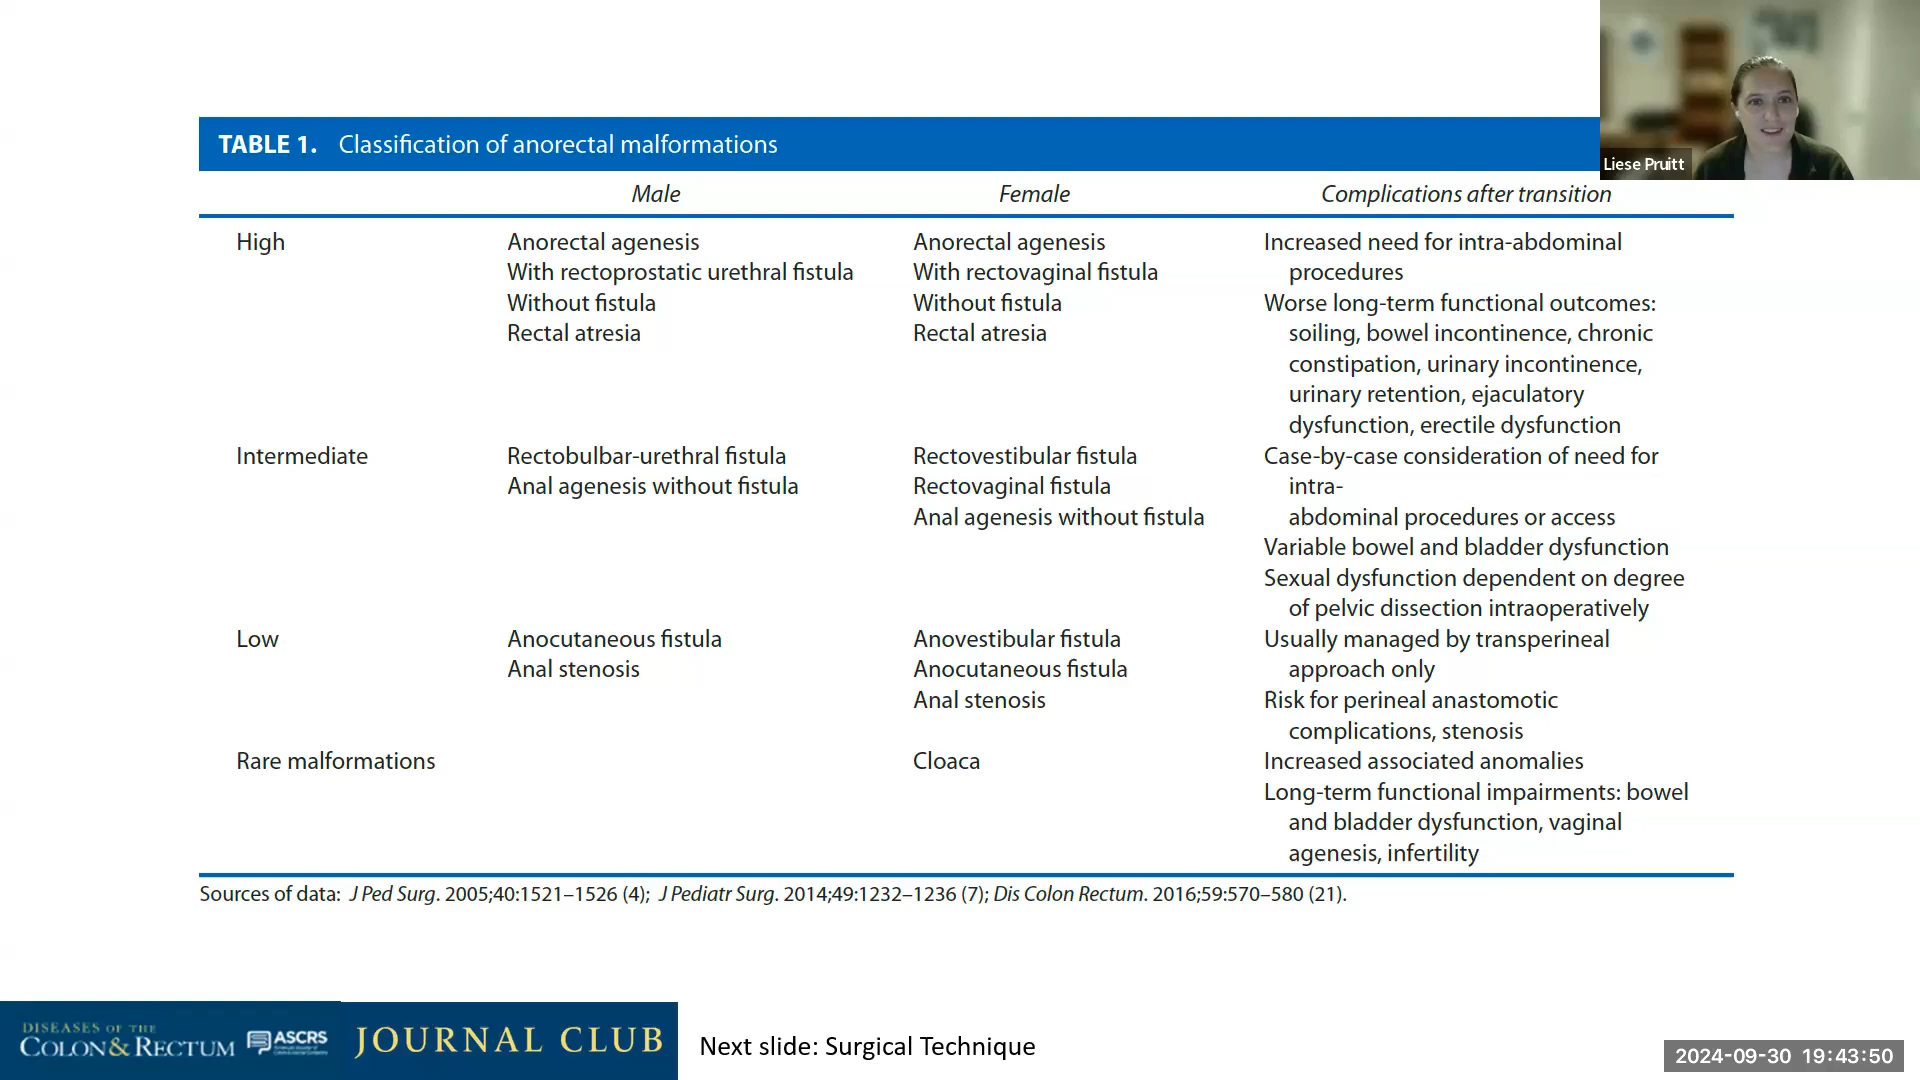 Liese Pruitt
TABLE 1. Classification of anorectal malformations
Male Female Complications after transition
High Anorectal agenesis Anorectal agenesis Increased need for intra-abdominal
With rectoprostatic urethral fistula With rectovaginal fistula procedures
Without fistula Without fistula Worse long-term functional outcomes:
Rectal atresia Rectal atresia soiling, bowel incontinence, chronic
constipation, urinary incontinence,
urinary retention, ejaculatory
dysfunction, erectile dysfunction
Intermediate Rectobulbar-urethral fistula Rectovestibular fistula Case-by-case consideration of need for
Anal agenesis without fistula Rectovaginal fistula intra-
Anal agenesis without fistula abdominal procedures or access
Variable bowel and bladder dysfunction
Sexual dysfunction dependent on degree
of pelvic dissection intraoperatively
Low Anocutaneous fistula Anovestibular fistula Usually managed by transperineal
Anal stenosis Anocutaneous fistula approach only
Anal stenosis Risk for perineal anastomotic
complications, stenosis
Rare malformations Cloaca Increased associated anomalies
Long-term functional impairments: bowel
and bladder dysfunction, vaginal
agenesis, infertility
Sources of data: J Ped Surg. 2005;40:1521–1526 (4); J Pediatr Surg. 2014;49:1232–1236 (7); Dis Colon Rectum. 2016;59:570–580 (21).
DISEASES OF THE
COLON & RECTUM
ASCRS
JOURNAL CLUB
Next slide: Surgical Technique
2024-09-30 19:43:50